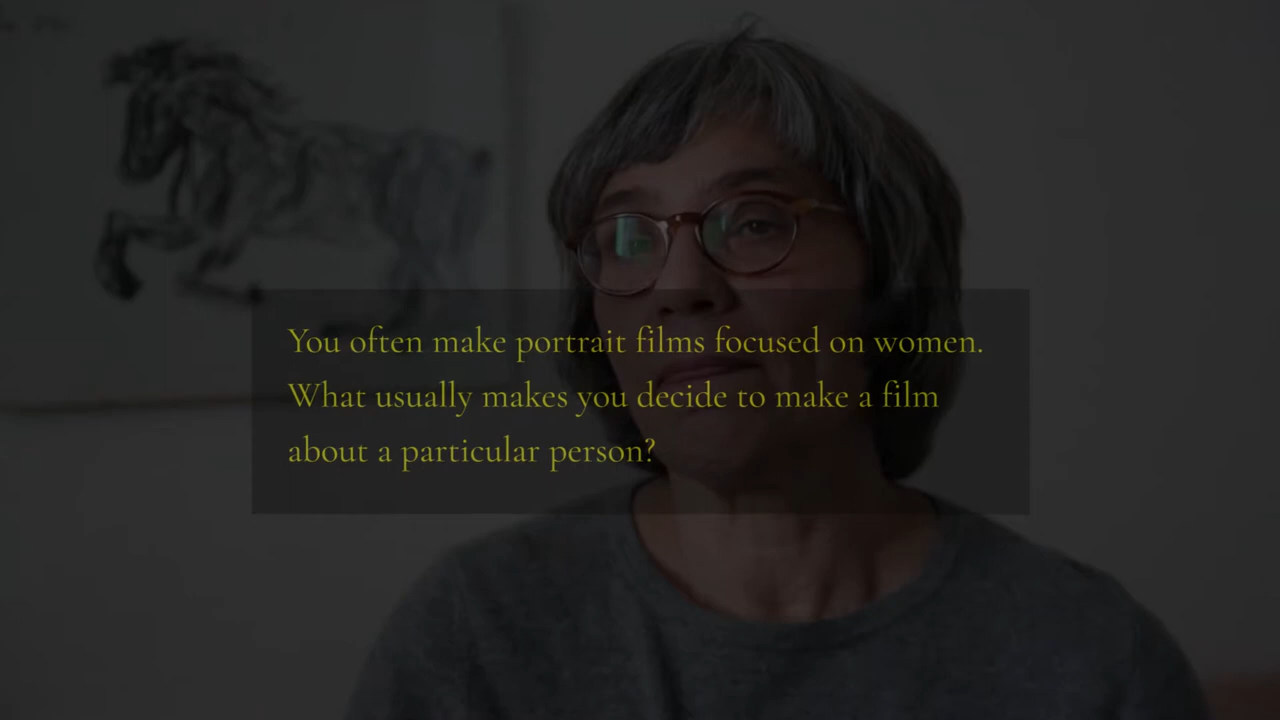 You often make portrait films focused on women.
What usually makes you decide to make a film
about a particular person?